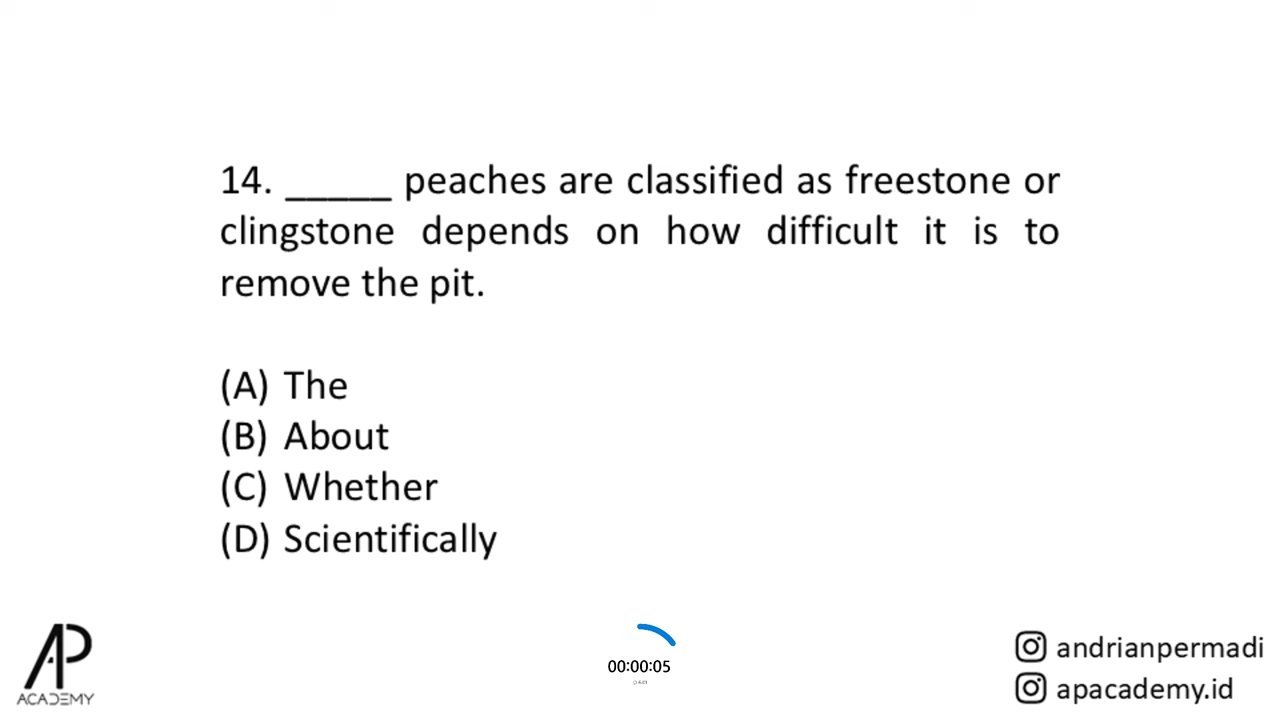 14. _____ peaches are classified as freestone or
clingstone depends on how difficult it is to
remove the pit.
(A) The
(B) About
(C) Whether
(D) Scientifically
AP
ACADEMY
00:00:05
andrianpermadi
apacademy.id